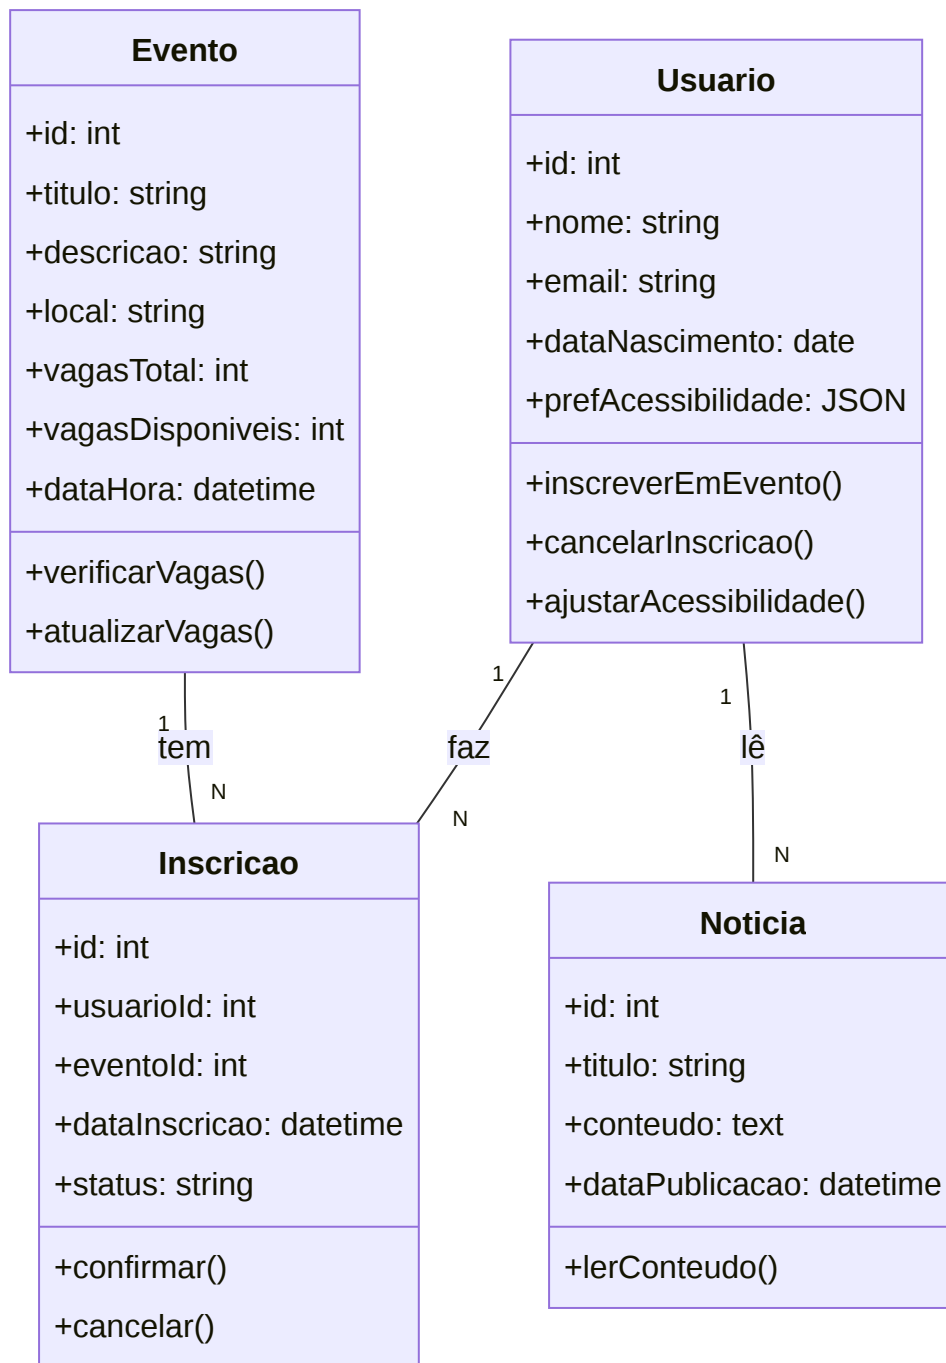 Evento
+id: int
+titulo: string
+descricao: string
+local: string
+vagasTotal: int
+vagasDisponiveis: int
+dataHora: datetime
+verificarVagas()
+atualizarVagas()
Usuario
+id: int
+nome: string
+email: string
+dataNascimento: date
+prefAcessibilidade: JSON
+inscreverEmEvento()
+cancelarInscricao()
+ajustarAcessibilidade()
1
tem
N
1
faz
N
1
lê
N
Inscricao
+id: int
+usuarioId: int
+eventoId: int
+dataInscricao: datetime
+status: string
+confirmar()
+cancelar()
Noticia
+id: int
+titulo: string
+conteudo: text
+dataPublicacao: datetime
+lerConteudo()